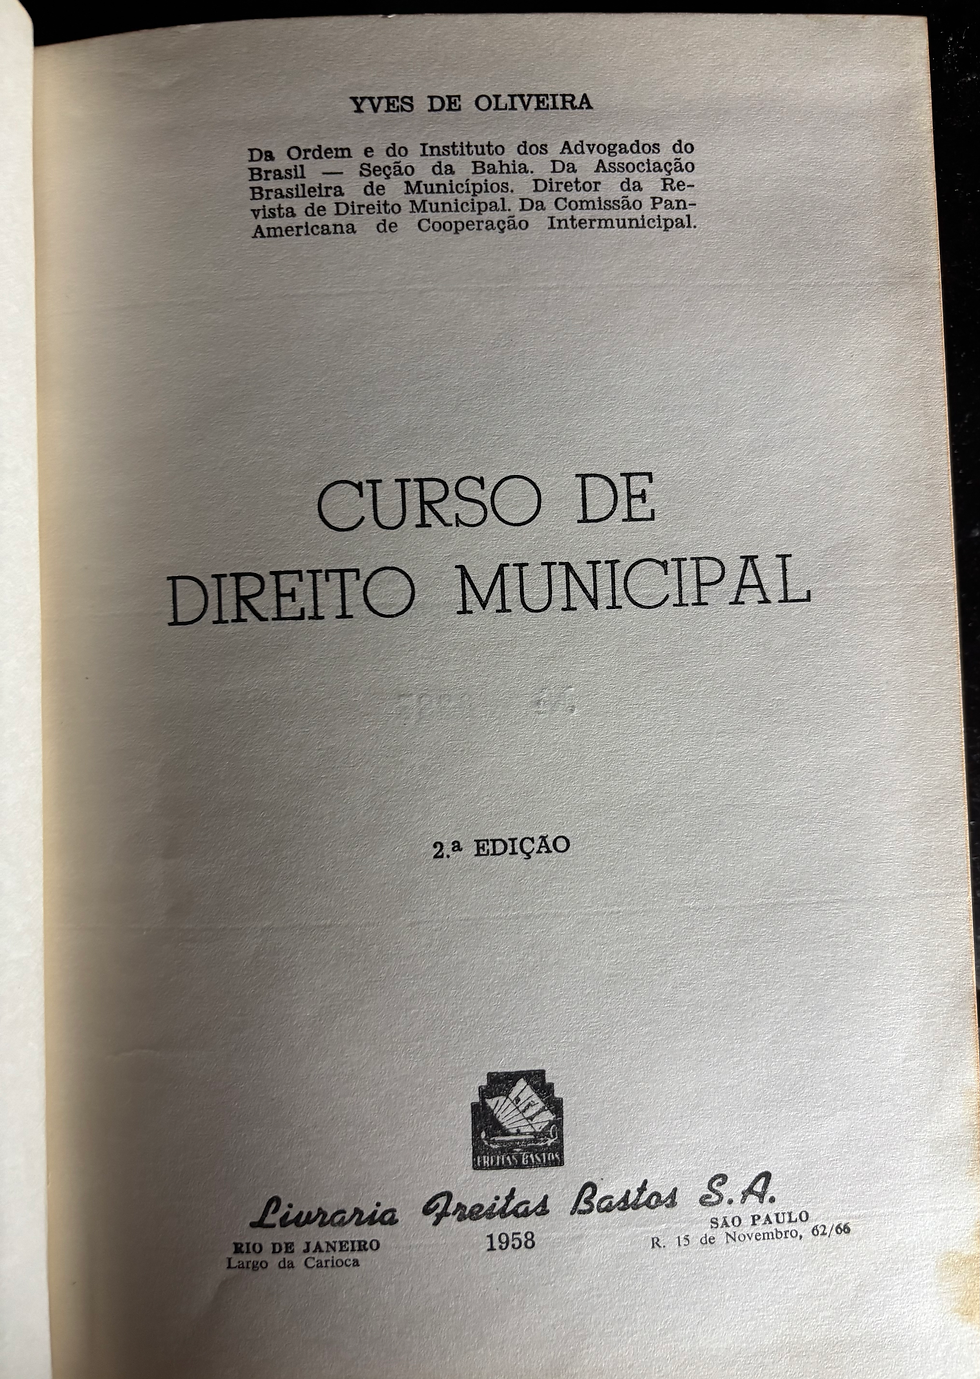 YVES DE OLIVEIRA
Da Ordem e do Instituto dos Advogados do
Brasil — Seção da Bahia. Da Associação
Brasileira de Municípios. Diretor da Re-
vista de Direito Municipal. Da Comissão Pan-
Americana de Cooperação Intermunicipal.
CURSO DE
DIREITO MUNICIPAL
2.ª EDIÇÃO
FREITAS BASTOS
Livraria Freitas Bastos S.A.
RIO DE JANEIRO
Largo da Carioca
1958
SÃO PAULO
R. 15 de Novembro, 62/66